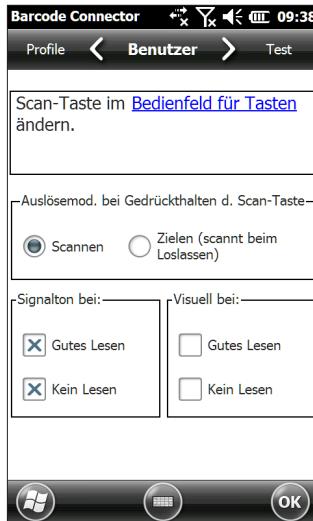 Barcode Connector 09:38
Profile Benutzer Test
Scan-Taste im Bedienfeld für Tasten
ändern.
Auslösemod. bei Gedrückthalten d. Scan-Taste
Scannen
Zielen (scannt beim
Loslassen)
Signalton bei:
Gutes Lesen
Kein Lesen
Visuell bei:
Gutes Lesen
Kein Lesen
OK